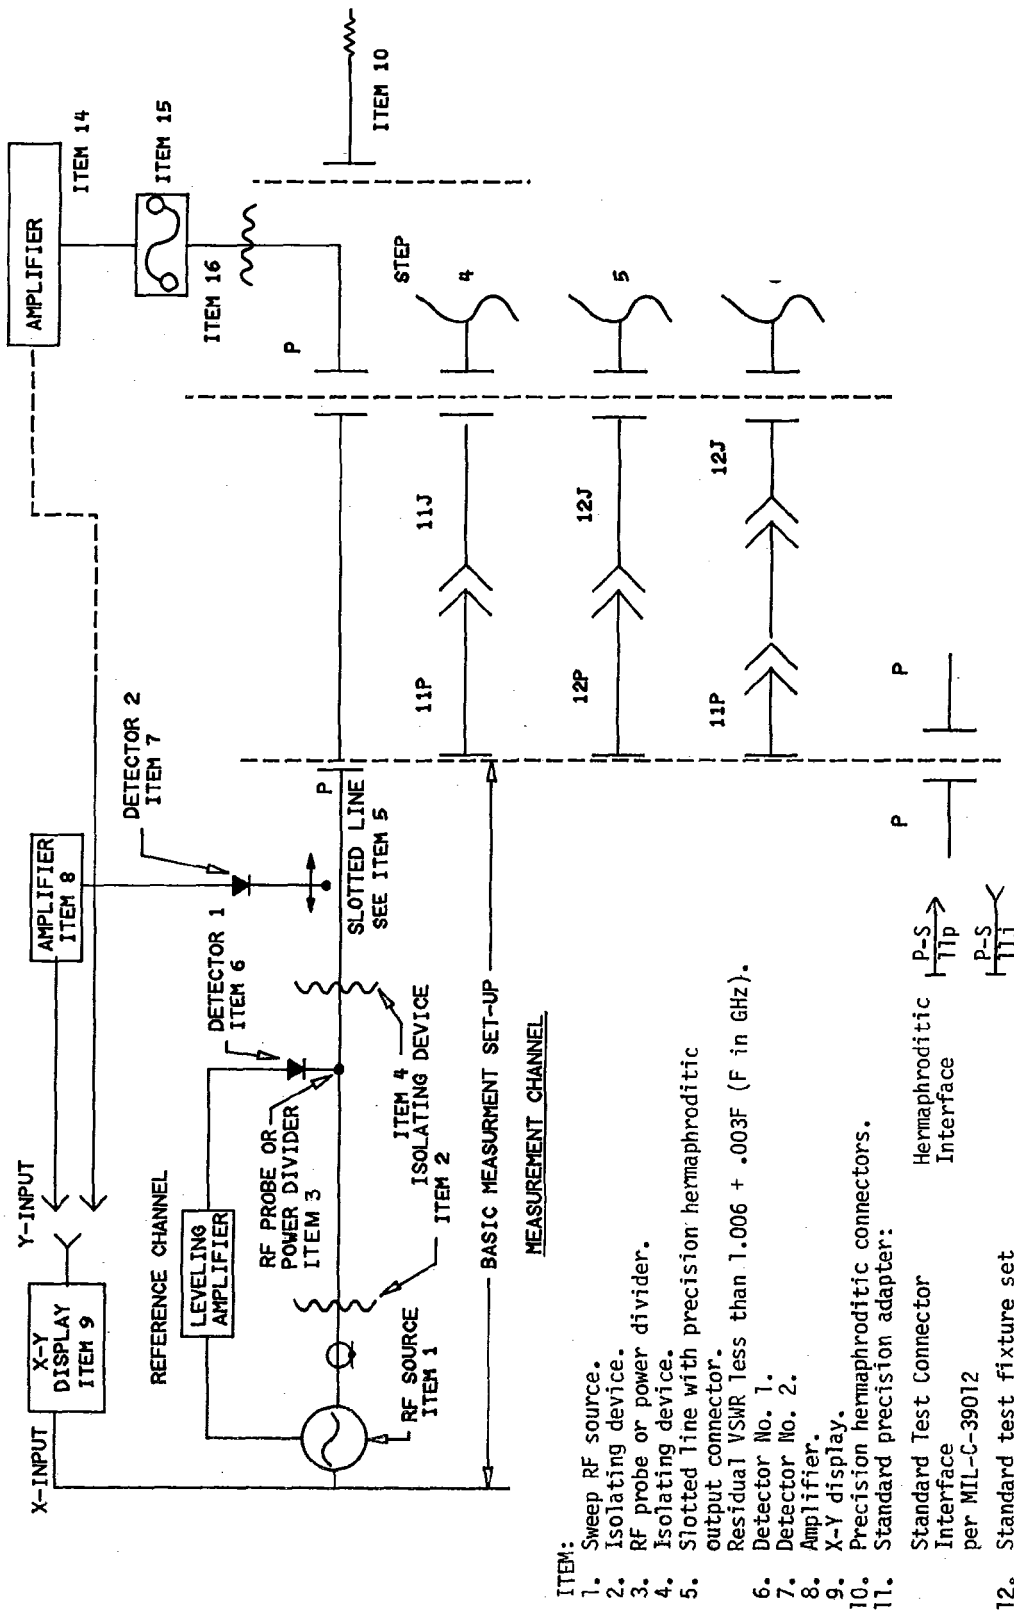 X-INPUT
Y-INPUT
X-Y
DISPLAY
ITEM 9
REFERENCE CHANNEL
LEVELING
AMPLIFIER
RF SOURCE
ITEM 1
ITEM 2
RF PROBE OR
POWER DIVIDER
ITEM 3
ITEM 4
ISOLATING DEVICE
DETECTOR 1
ITEM 6
AMPLIFIER
ITEM 8
DETECTOR 2
ITEM 7
SLOTTED LINE
SEE ITEM 5
P
P
AMPLIFIER
ITEM 14
ITEM 15
ITEM 16
ITEM 10
STEP
11P
11J
4
12P
12J
5
11P
12J
BASIC MEASURMENT SET-UP
MEASUREMENT CHANNEL
ITEM:
1. Sweep RF source.
2. Isolating device.
3. RF probe or power divider.
4. Isolating device.
5. Slotted line with precision hermaphroditic
output connector.
Residual VSWR less than 1.006 + .003F (F in GHz).
6. Detector No. 1.
7. Detector No. 2.
8. Amplifier.
9. X-Y display.
10. Precision hermaphroditic connectors.
11. Standard precision adapter:
Standard Test Connector Hermaphroditic P-S P P
Interface Interface 11p
per MIL-C-39012 P-S
11j
12. Standard test fixture set